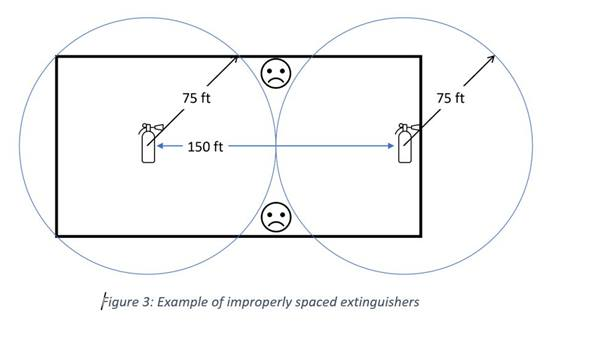 75 ft
75 ft
150 ft
Figure 3: Example of improperly spaced extinguishers